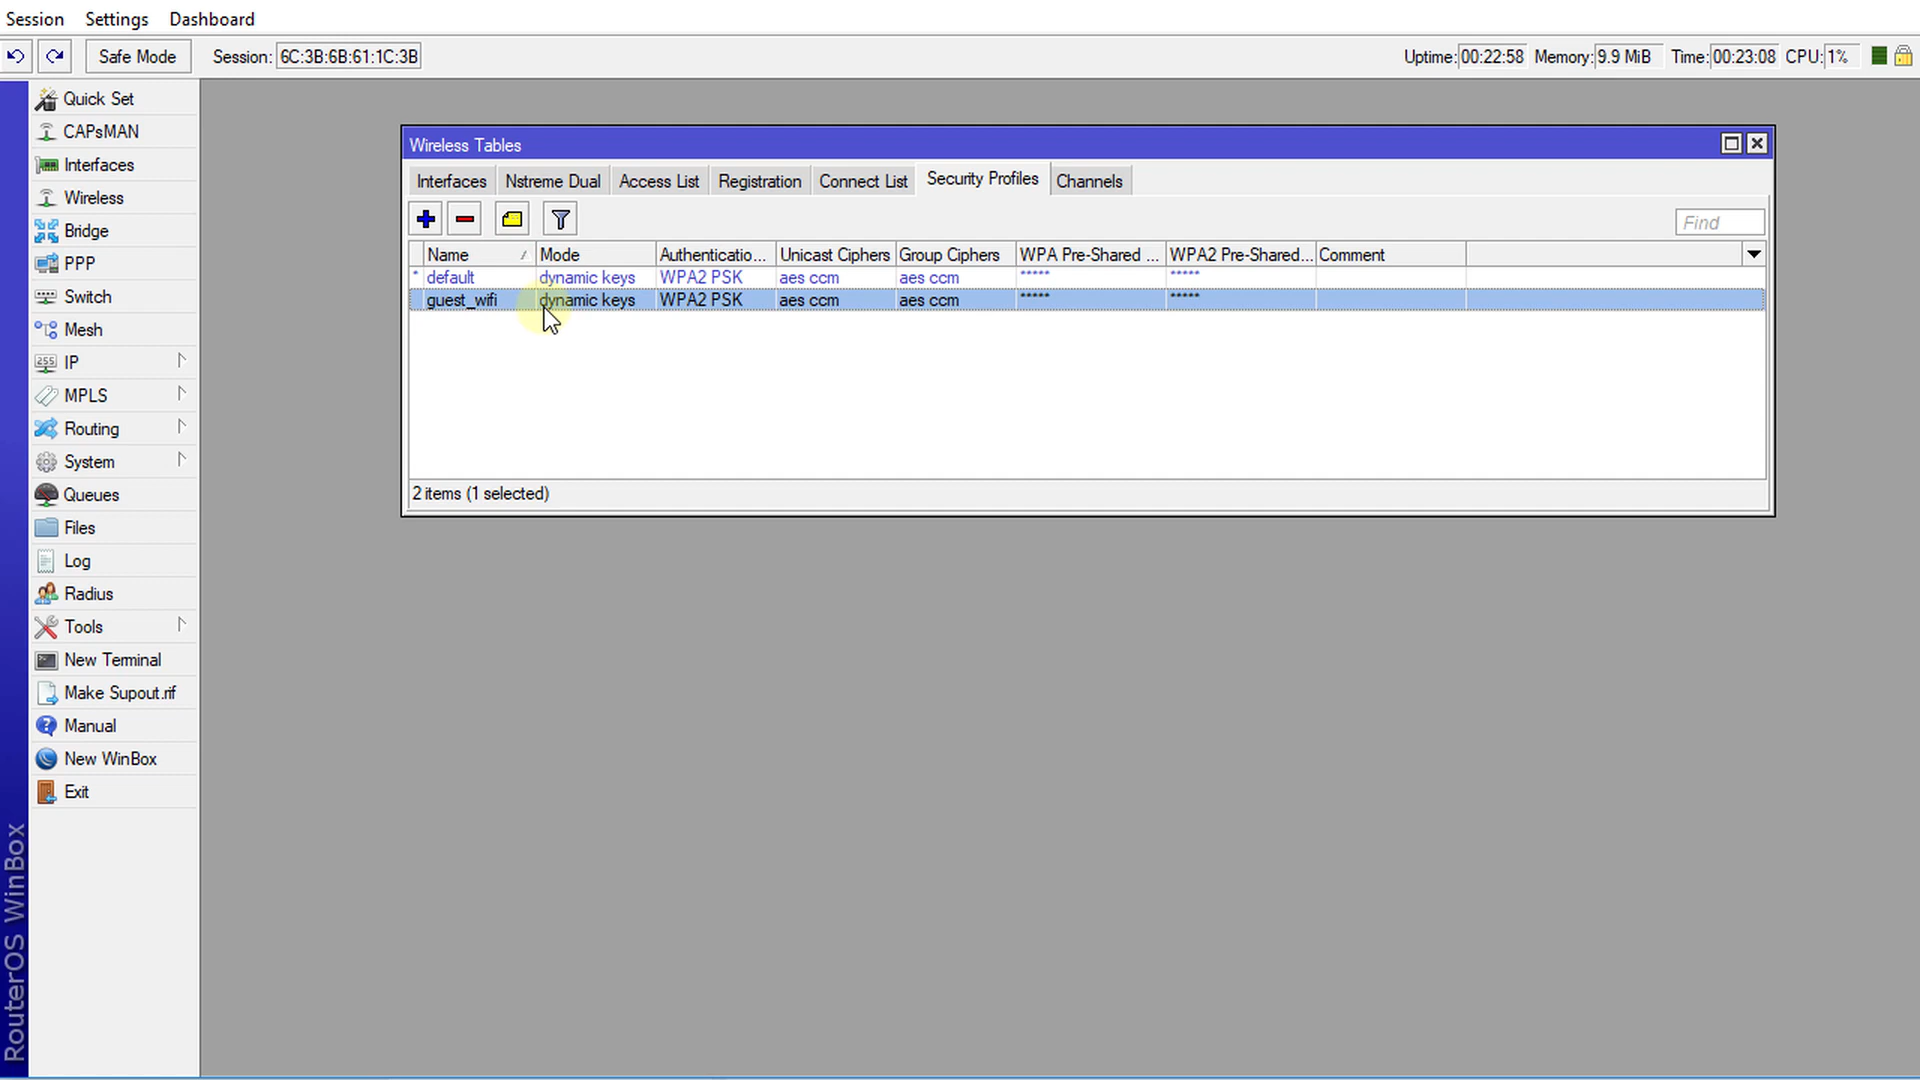 Session Settings Dashboard
Safe Mode Session: 6C:3B:6B:61:1C:3B Uptime: 00:22:58 Memory: 9.9 MiB Time: 00:23:08 CPU: 1%
Quick Set
CAPsMAN
Interfaces
Wireless
Bridge
PPP
Switch
Mesh
255 IP
MPLS
Routing
System
Queues
Files
Log
Radius
Tools
New Terminal
Make Supout.rif
Manual
New WinBox
Exit
RouterOS WinBox
Wireless Tables
Interfaces Nstreme Dual Access List Registration Connect List Security Profiles Channels
Find
Name Mode Authenticatio... Unicast Ciphers Group Ciphers WPA Pre-Shared ... WPA2 Pre-Shared... Comment
* default dynamic keys WPA2 PSK aes ccm aes ccm ***** *****
guest_wifi dynamic keys WPA2 PSK aes ccm aes ccm ***** *****
2 items (1 selected)